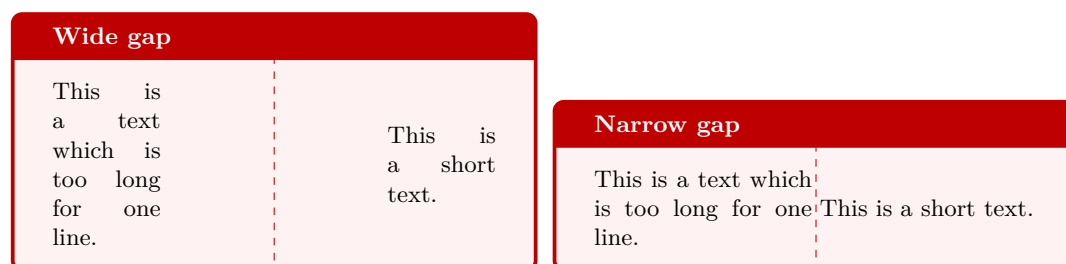 Wide gap
This is
a text
which is
too long
for one
line.
This is
a short
text.
Narrow gap
This is a text which
is too long for one
line.
This is a short text.